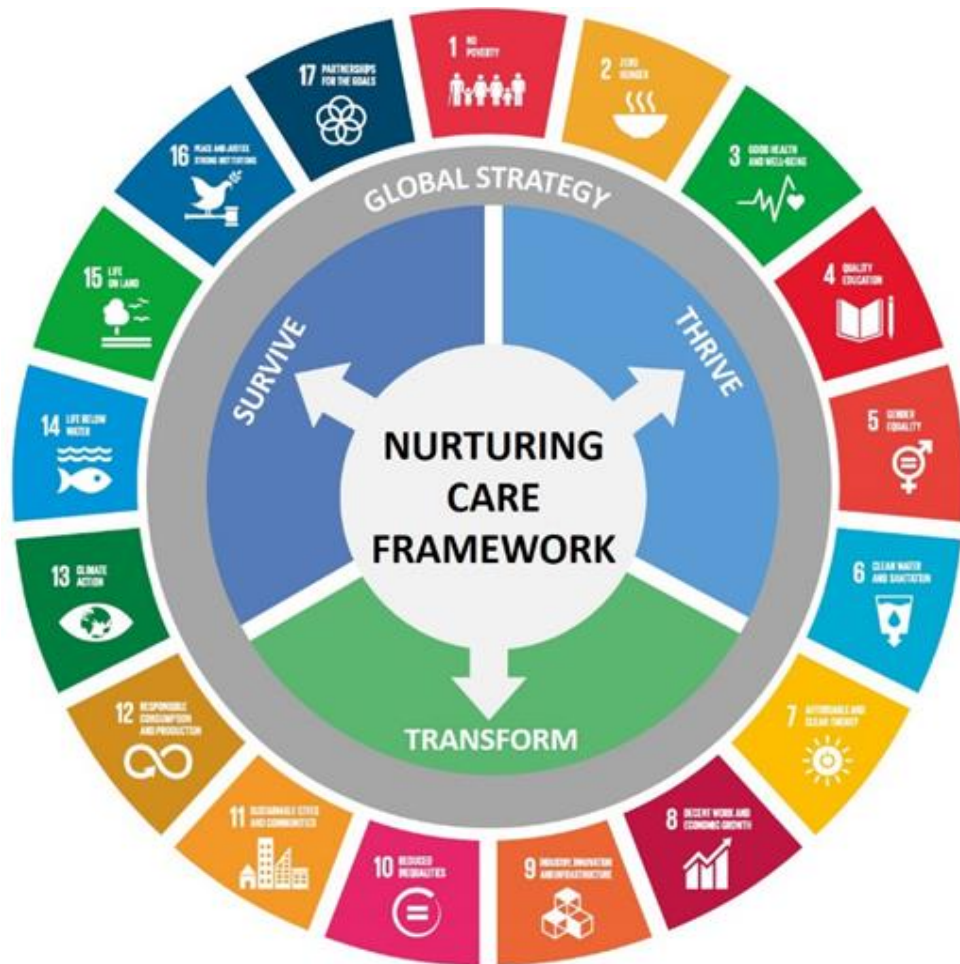 1 NO
POVERTY
2 ZERO
HUNGER
3 GOOD HEALTH
AND WELL-BEING
4 QUALITY
EDUCATION
5 GENDER
EQUALITY
6 CLEAN WATER
AND SANITATION
7 AFFORDABLE AND
CLEAN ENERGY
8 DECENT WORK AND
ECONOMIC GROWTH
9 INDUSTRY, INNOVATION
AND INFRASTRUCTURE
10 REDUCED
INEQUALITIES
11 SUSTAINABLE CITIES
AND COMMUNITIES
12 RESPONSIBLE
CONSUMPTION
AND PRODUCTION
13 CLIMATE
ACTION
14 LIFE BELOW
WATER
15 LIFE
ON LAND
16 PEACE AND JUSTICE
STRONG INSTITUTIONS
17 PARTNERSHIPS
FOR THE GOALS
GLOBAL STRATEGY
SURVIVE
THRIVE
TRANSFORM
NURTURING
CARE
FRAMEWORK